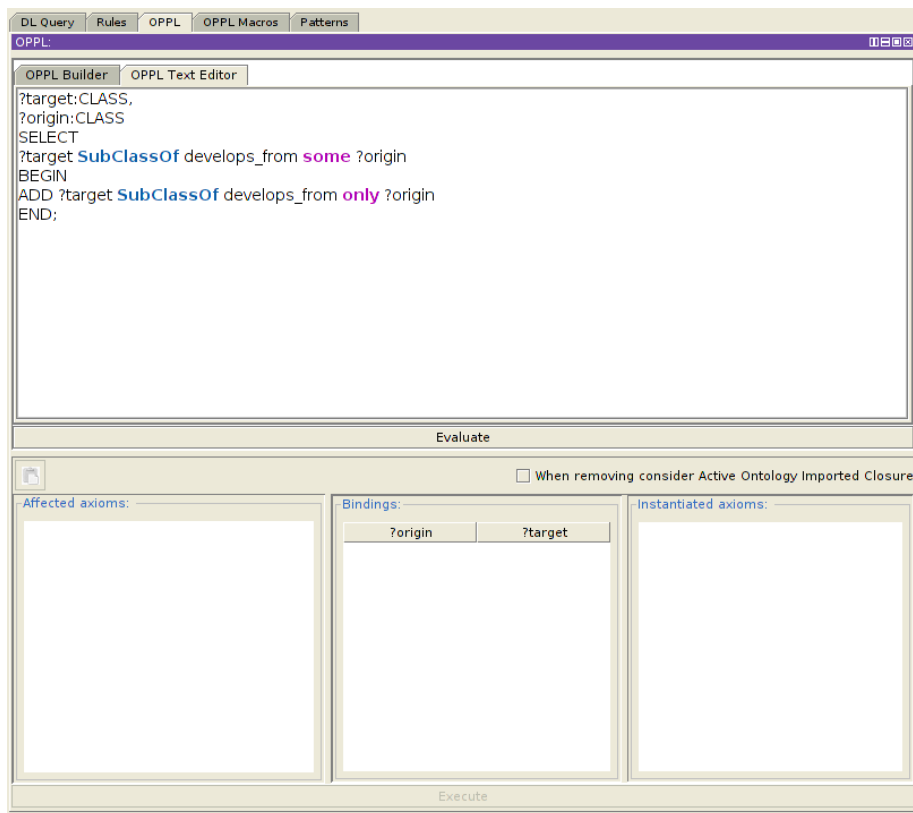 DL Query Rules OPPL OPPL Macros Patterns
OPPL:
OPPL Builder OPPL Text Editor
?target:CLASS,
?origin:CLASS
SELECT
?target SubClassOf develops_from some ?origin
BEGIN
ADD ?target SubClassOf develops_from only ?origin
END;
Evaluate
When removing consider Active Ontology Imported Closure
Affected axioms: Bindings: Instantiated axioms:
?origin ?target
Execute